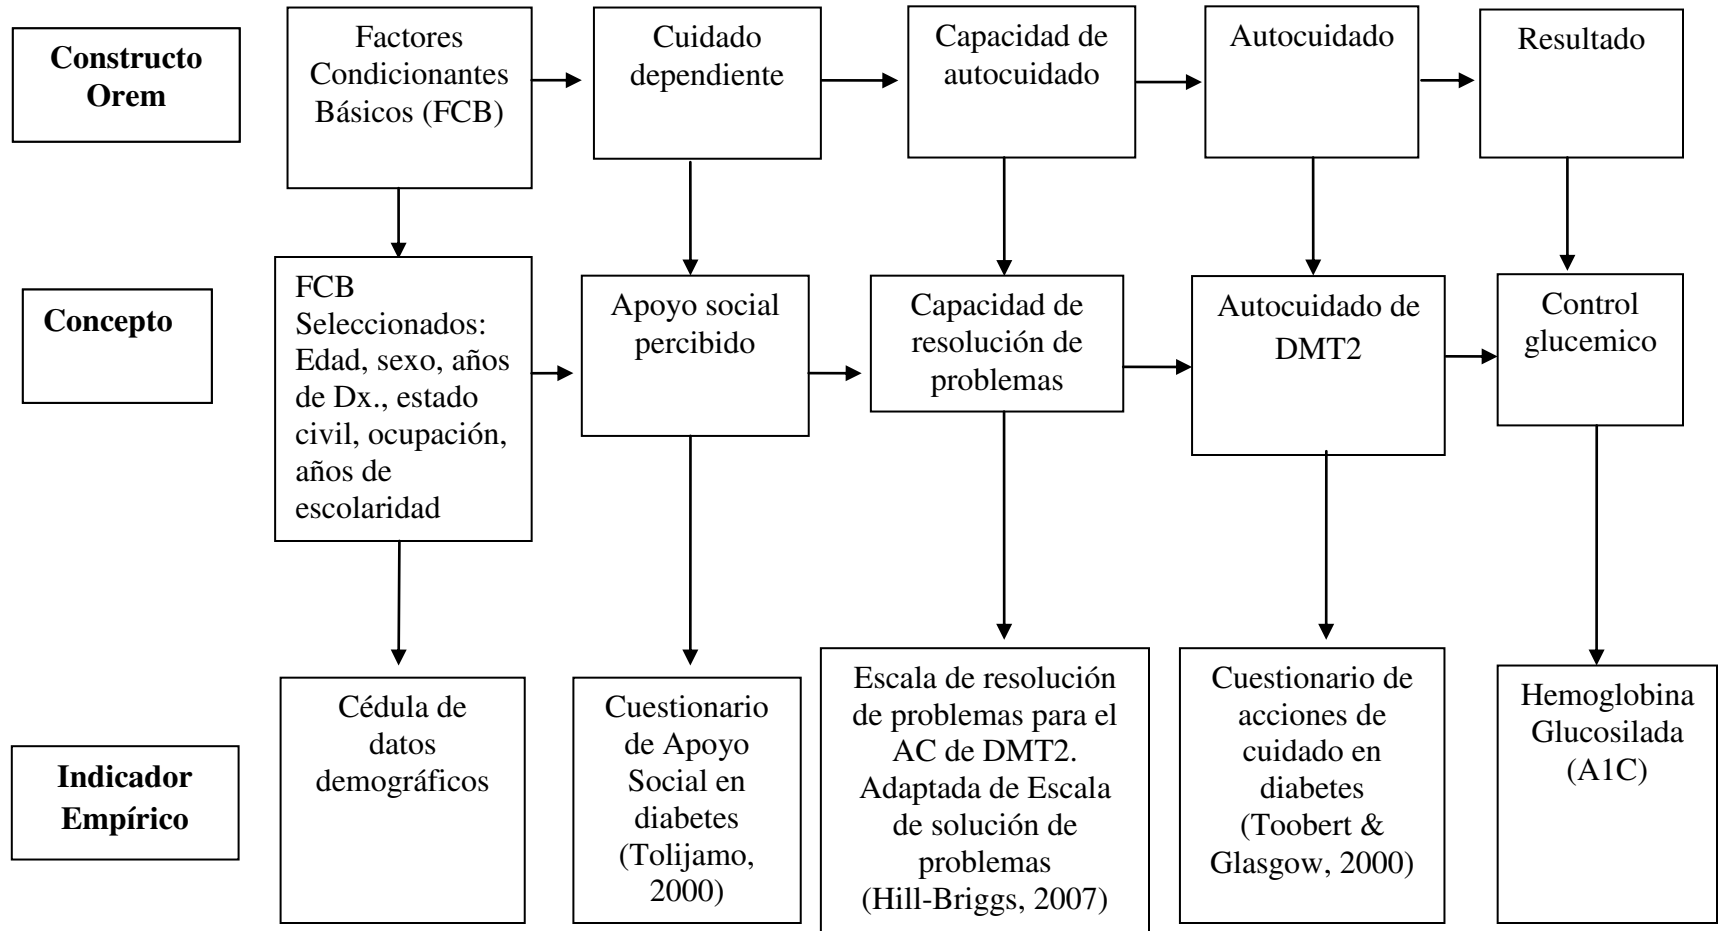 Constructo
Orem
Factores
Condicionantes
Básicos (FCB)
Cuidado
dependiente
Capacidad de
autocuidado
Autocuidado
Resultado
Concepto
FCB
Seleccionados:
Edad, sexo, años
de Dx., estado
civil, ocupación,
años de
escolaridad
Apoyo social
percibido
Capacidad de
resolución de
problemas
Autocuidado de
DMT2
Control
glucemico
Indicador
Empírico
Cédula de
datos
demográficos
Cuestionario
de Apoyo
Social en
diabetes
(Tolijamo,
2000)
Escala de resolución
de problemas para el
AC de DMT2.
Adaptada de Escala
de solución de
problemas
(Hill-Briggs, 2007)
Cuestionario de
acciones de
cuidado en
diabetes
(Toobert &
Glasgow, 2000)
Hemoglobina
Glucosilada
(A1C)